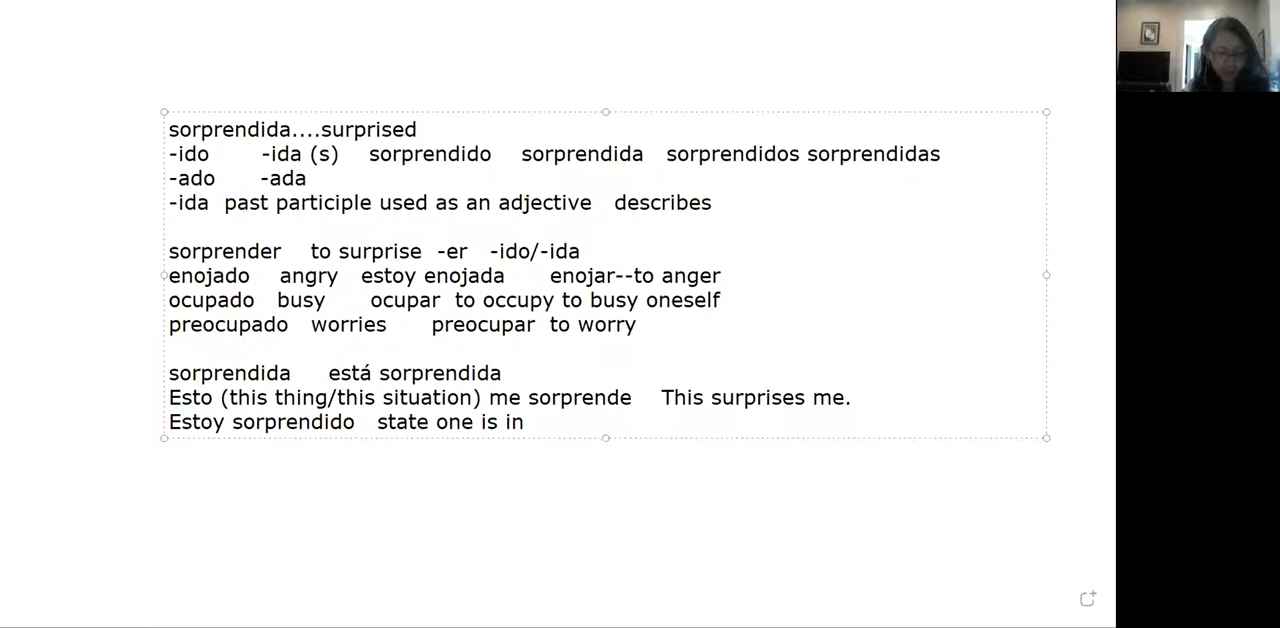 sorprendida....surprised
-ido -ida (s) sorprendido sorprendida sorprendidos sorprendidas
-ado -ada
-ida past participle used as an adjective describes
sorprender to surprise -er -ido/-ida
enojado angry estoy enojada enojar--to anger
ocupado busy ocupar to occupy to busy oneself
preocupado worries preocupar to worry
sorprendida está sorprendida
Esto (this thing/this situation) me sorprende This surprises me.
Estoy sorprendido state one is in